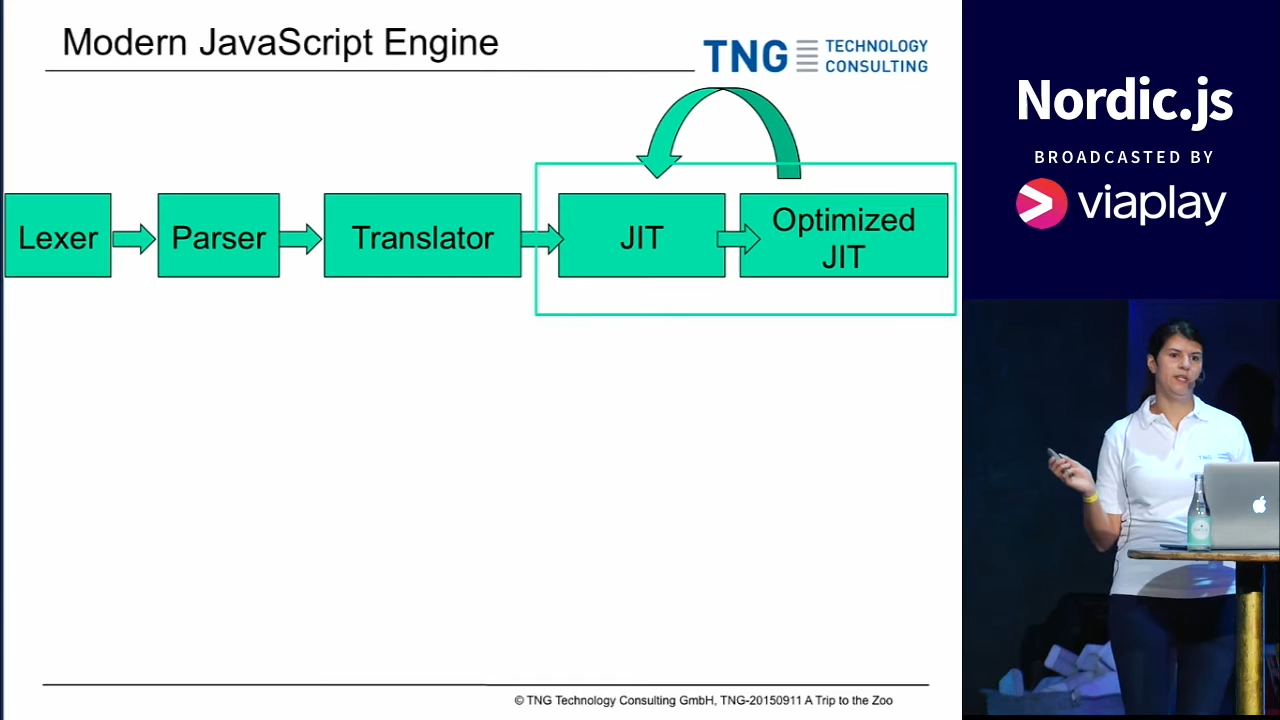 Modern JavaScript Engine
TNG TECHNOLOGY
CONSULTING
Lexer
Parser
Translator
JIT
Optimized
JIT
© TNG Technology Consulting GmbH, TNG-20150911 A Trip to the Zoo
Nordic.js
BROADCASTED BY
viaplay
TNG